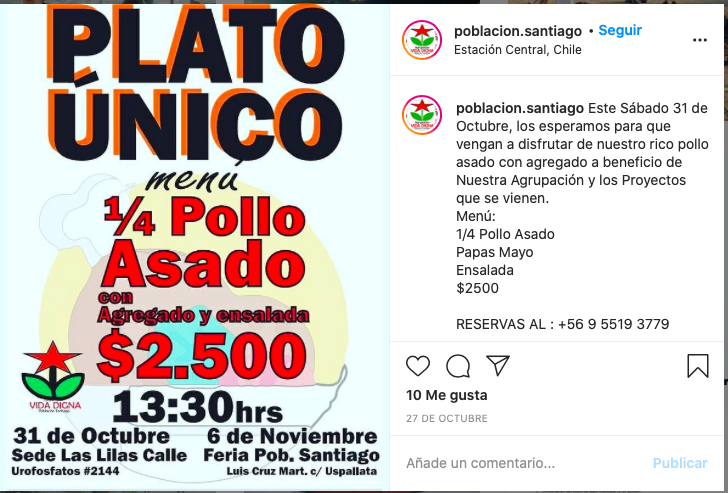 PLATO
ÚNICO
menú
¼ Pollo
Asado
con
Agregado y ensalada
$2.500
VIDA DIGNA
Población Santiago
13:30hrs
31 de Octubre
Sede Las Lilas Calle
Urofosfatos #2144
6 de Noviembre
Feria Pob. Santiago
Luis Cruz Mart. c/ Uspallata
poblacion.santiago • Seguir
Estación Central, Chile
poblacion.santiago Este Sábado 31 de
Octubre, los esperamos para que
vengan a disfrutar de nuestro rico pollo
asado con agregado a beneficio de
Nuestra Agrupación y los Proyectos
que se vienen.
Menú:
1/4 Pollo Asado
Papas Mayo
Ensalada
$2500
RESERVAS AL : +56 9 5519 3779
10 Me gusta
27 DE OCTUBRE
Añade un comentario...
Publicar